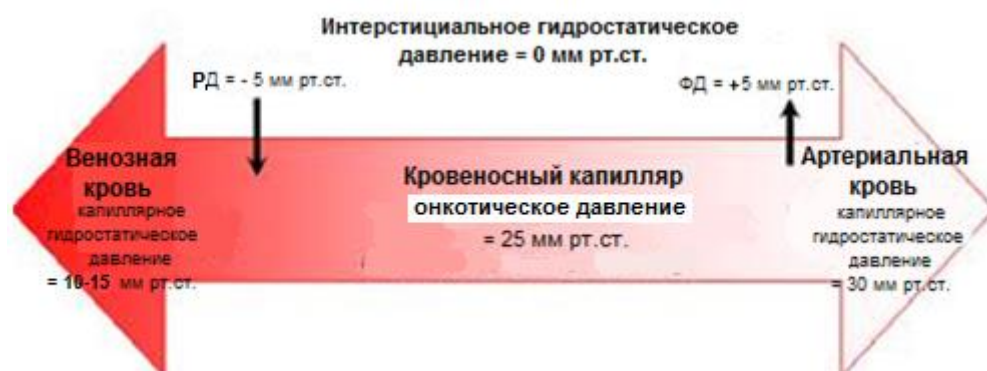 Интерстициальное гидростатическое
давление = 0 мм рт.ст.
РД = - 5 мм рт.ст.
ФД = +5 мм рт.ст.
Венозная
кровь
капиллярное
гидростатическое
давление
= 10-15 мм рт.ст.
Кровеносный капилляр
онкотическое давление
= 25 мм рт.ст.
Артериальная
кровь
капиллярное
гидростатическое
давление
= 30 мм рт.ст.